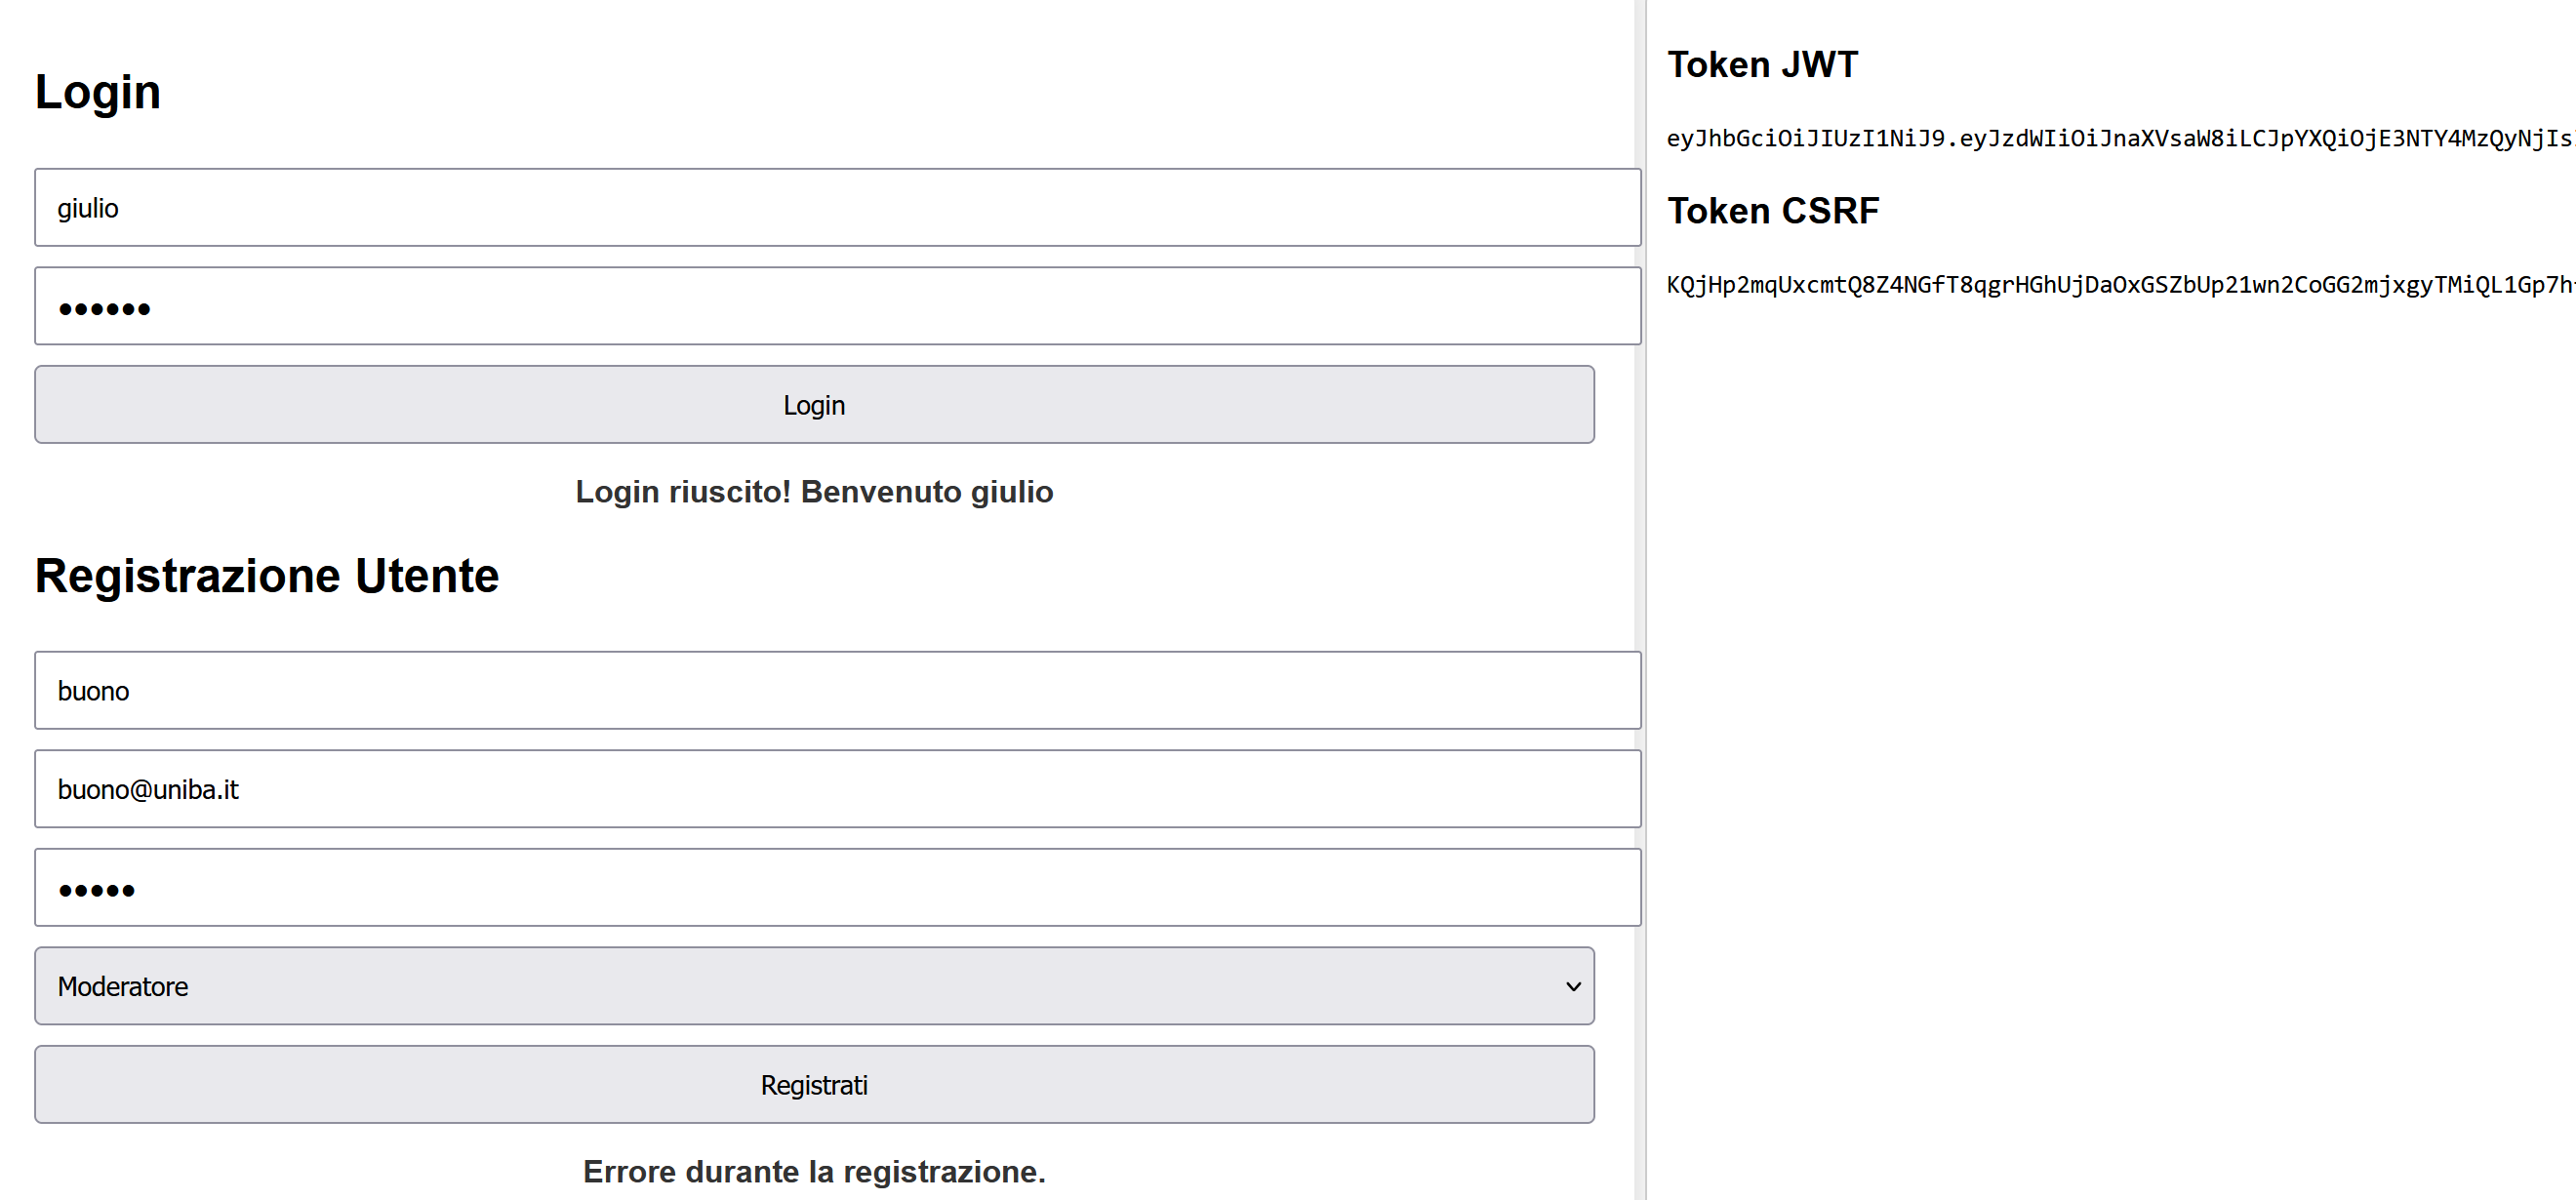 Login
giulio
••••••
Login
Login riuscito! Benvenuto giulio
Registrazione Utente
buono
buono@uniba.it
•••••
Moderatore
Registrati
Errore durante la registrazione.
Token JWT
eyJhbGciOiJIUzI1NiJ9.eyJzdWIiOiJnaXVsaW8iLCJpYXQiOjE3NTY4MzQyNjIs
Token CSRF
KQjHp2mqUxcmtQ8Z4NGfT8qgrHGhUjDaOxGSZbUp21wn2CoGG2mjxgyTMiQL1Gp7h